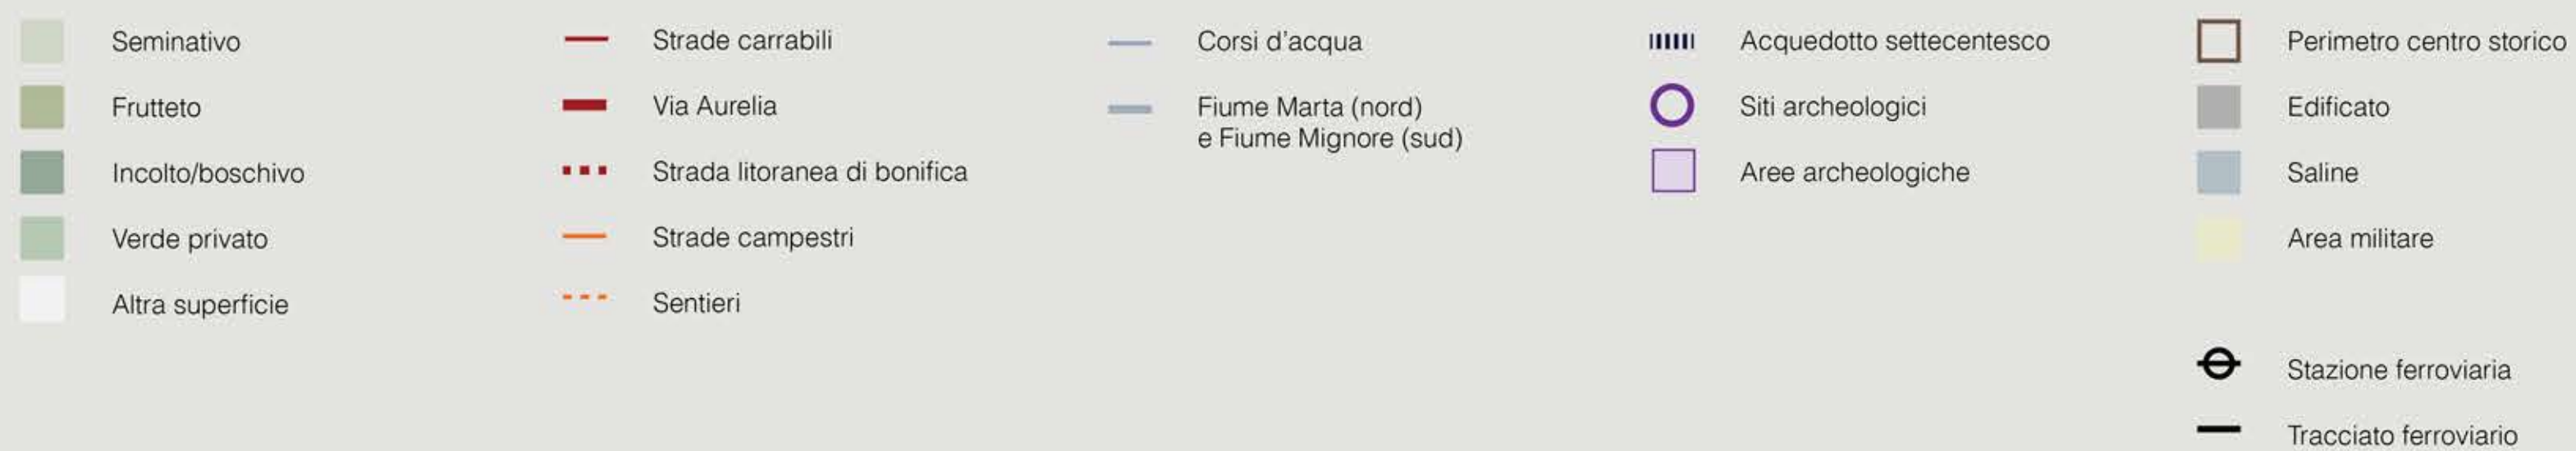 Seminativo
Frutteto
Incolto/boschivo
Verde privato
Altra superficie
Strade carrabili
Via Aurelia
Strada litoranea di bonifica
Strade campestri
Sentieri
Corsi d'acqua
Fiume Marta (nord)
e Fiume Mignore (sud)
Acquedotto settecentesco
Siti archeologici
Aree archeologiche
Perimetro centro storico
Edificato
Saline
Area militare
Stazione ferroviaria
Tracciato ferroviario